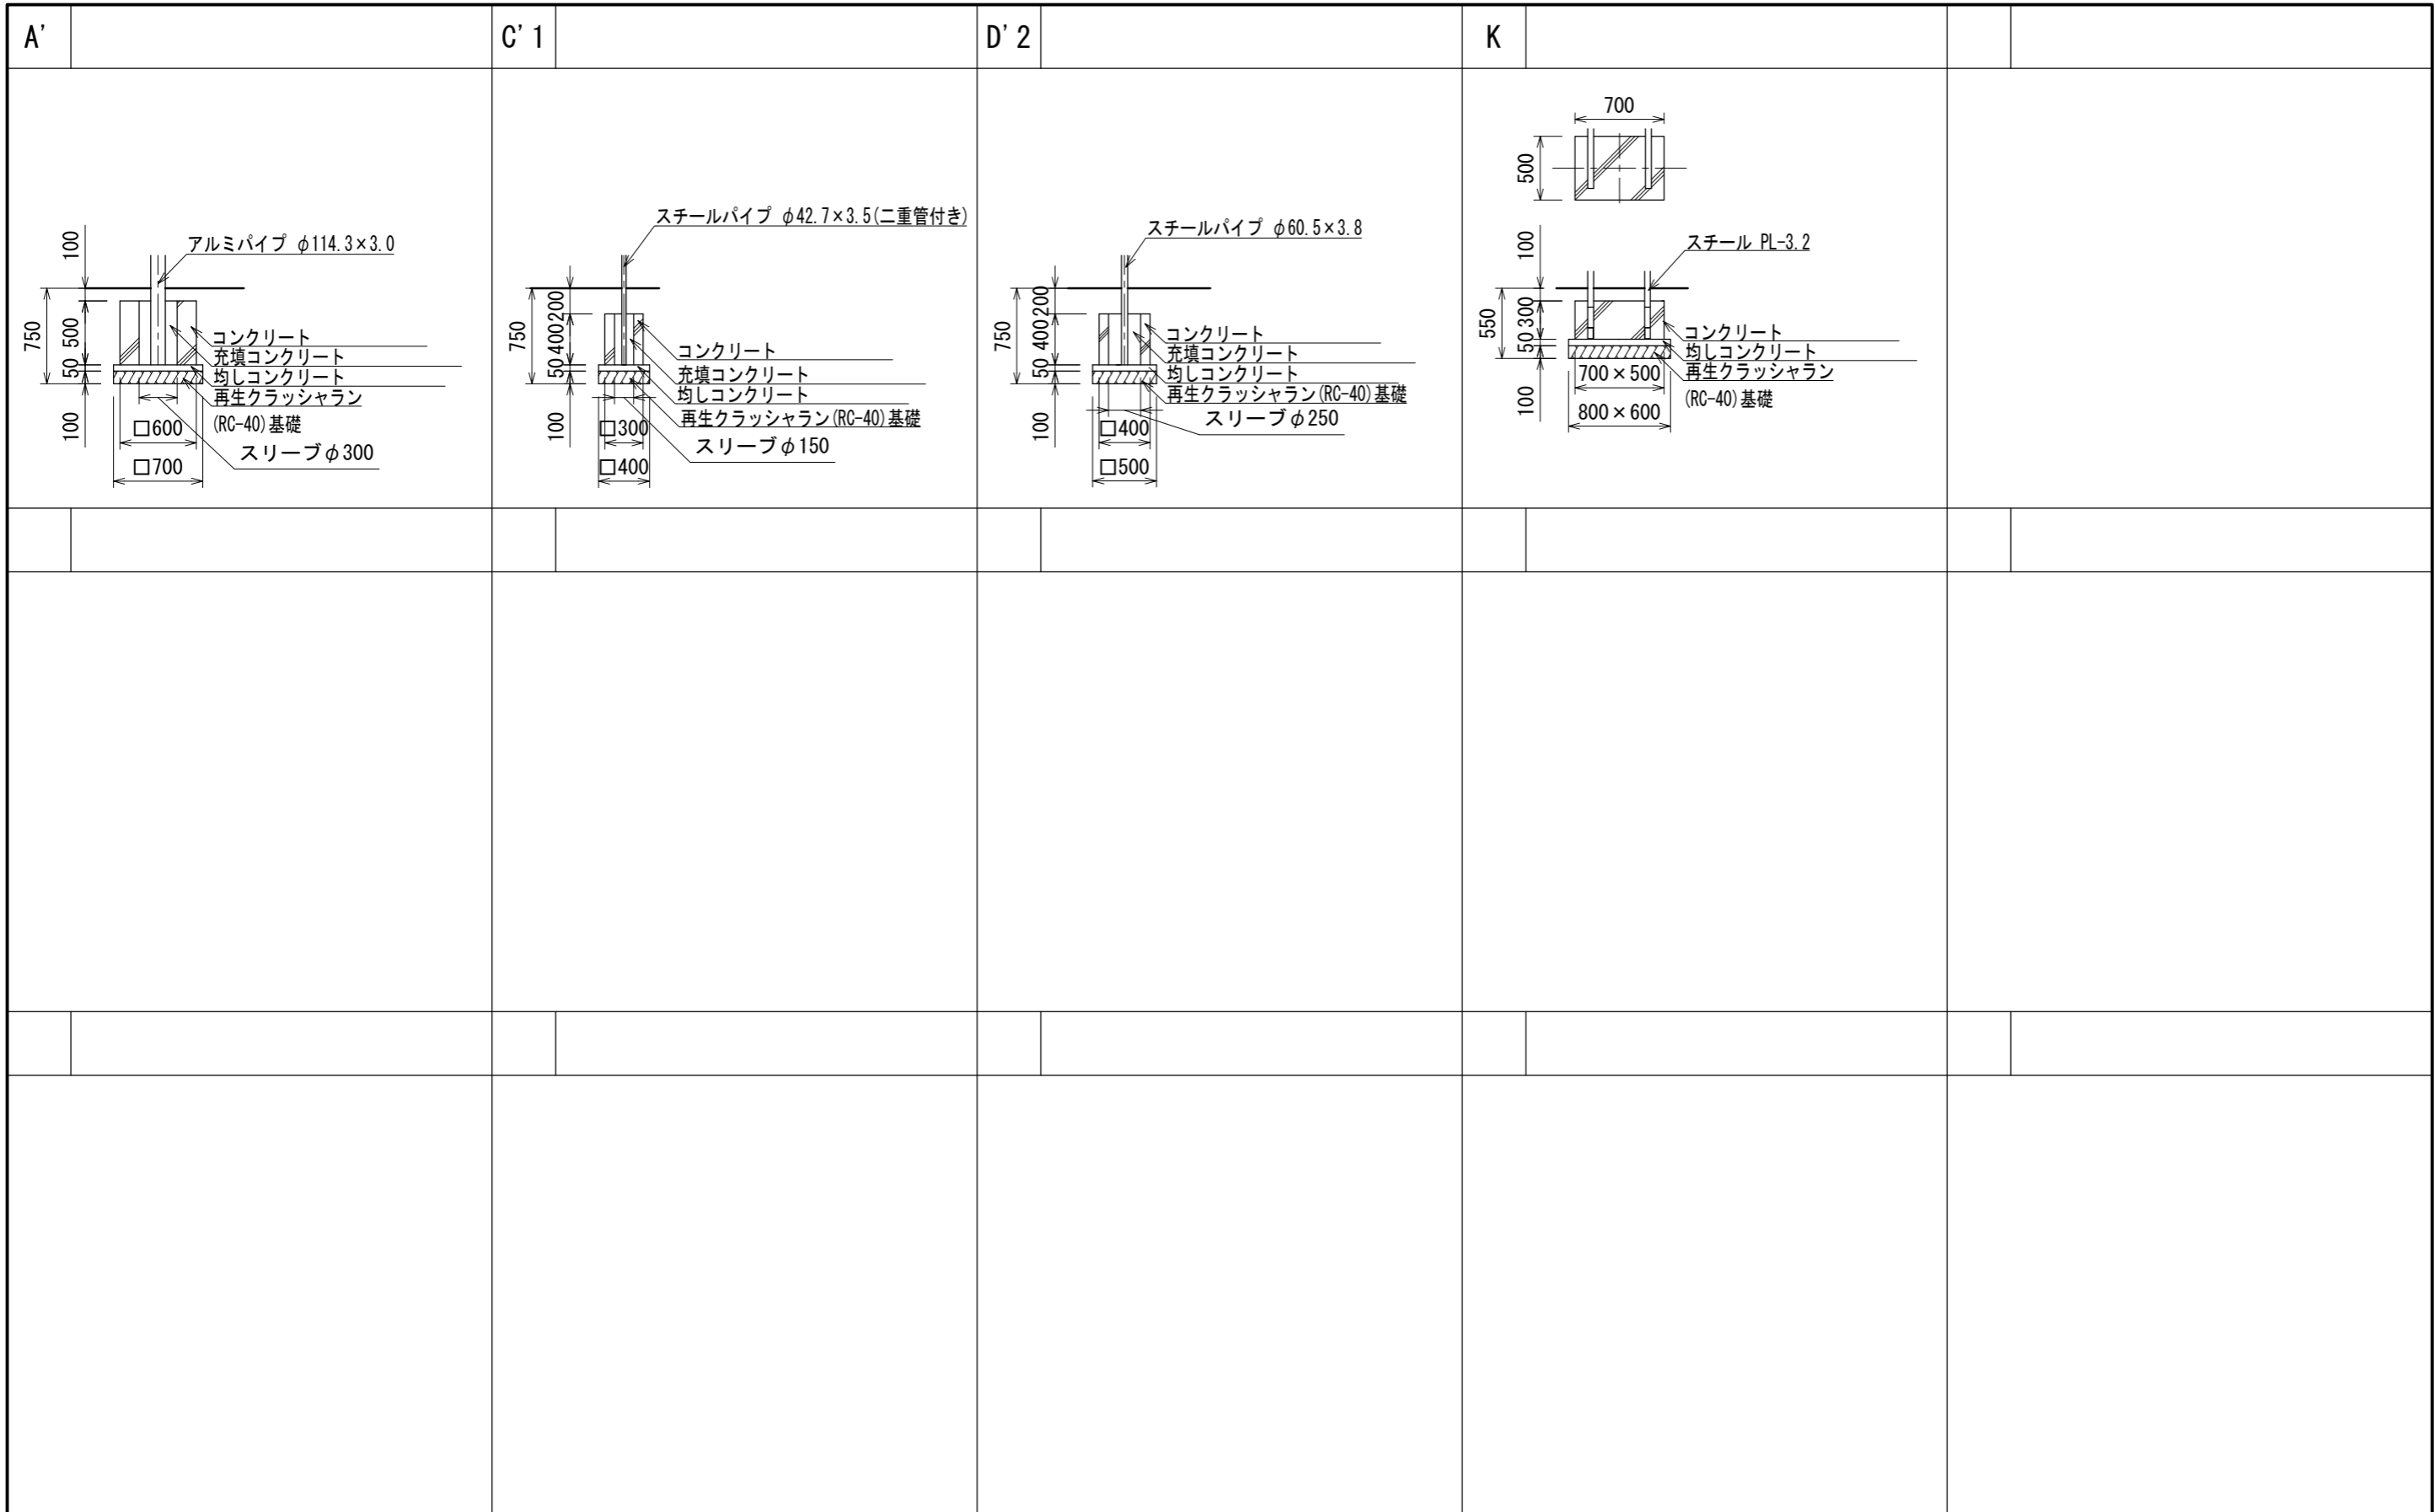 A'
C'1
D'2
K
100
アルミパイプ φ114.3×3.0
750
500
50
100
コンクリート
充填コンクリート
均しコンクリート
再生クラッシャラン
(RC-40)基礎
□600
スリーブφ300
□700
スチールパイプ φ42.7×3.5(二重管付き)
750
200
400
50
100
コンクリート
充填コンクリート
均しコンクリート
再生クラッシャラン(RC-40)基礎
□300
スリーブφ150
□400
スチールパイプ φ60.5×3.8
750
200
400
50
100
コンクリート
充填コンクリート
均しコンクリート
再生クラッシャラン(RC-40)基礎
スリーブφ250
□400
□500
700
500
100
スチール PL-3.2
550
300
50
100
コンクリート
均しコンクリート
再生クラッシャラン
(RC-40)基礎
700×500
800×600